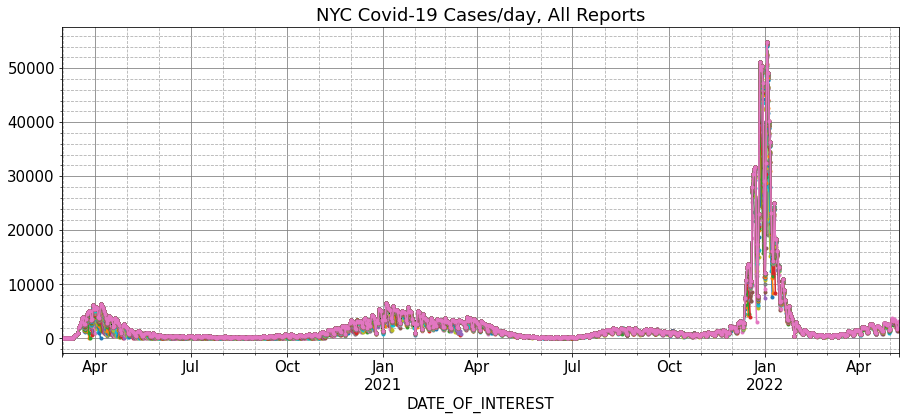 NYC Covid-19 Cases/day, All Reports
50000
40000
30000
20000
10000
0
Apr Jul Oct Jan Apr Jul Oct Jan Apr
2021 2022
DATE_OF_INTEREST